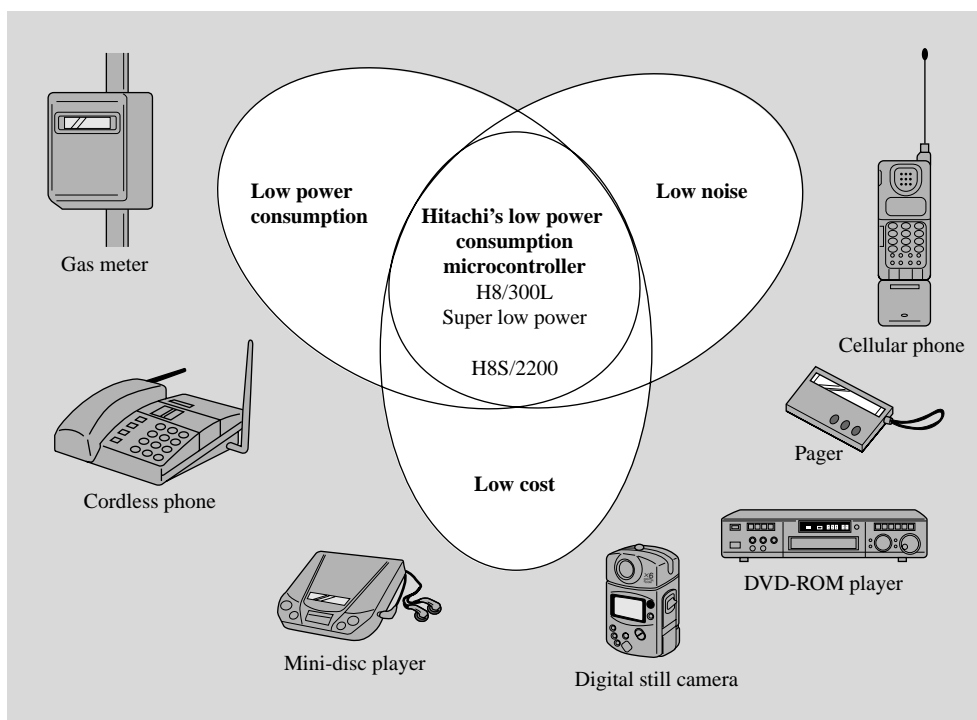 Low power
consumption
Low noise
Hitachi’s low power
consumption
microcontroller
H8/300L
Super low power
H8S/2200
Low cost
Gas meter
Cellular phone
Cordless phone
Pager
DVD-ROM player
Mini-disc player
Digital still camera